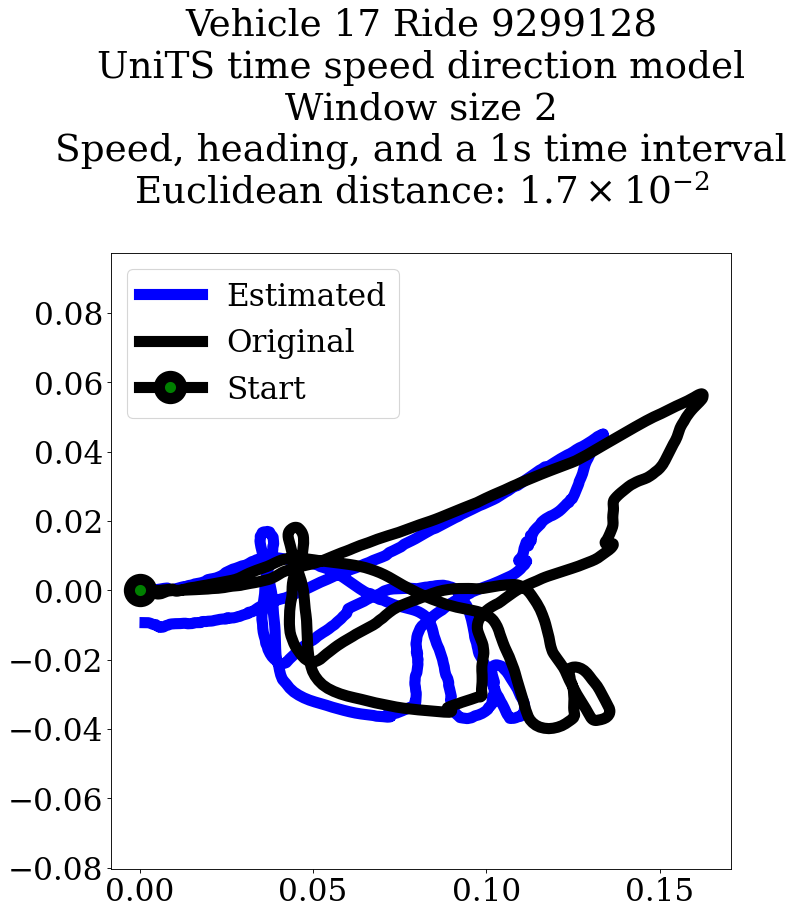 Vehicle 17 Ride 9299128
UniTS time speed direction model
Window size 2
Speed, heading, and a 1s time interval
Euclidean distance: 1.7 × 10⁻²
Estimated
Original
Start
0.08
0.06
0.04
0.02
0.00
−0.02
−0.04
−0.06
−0.08
0.00 0.05 0.10 0.15